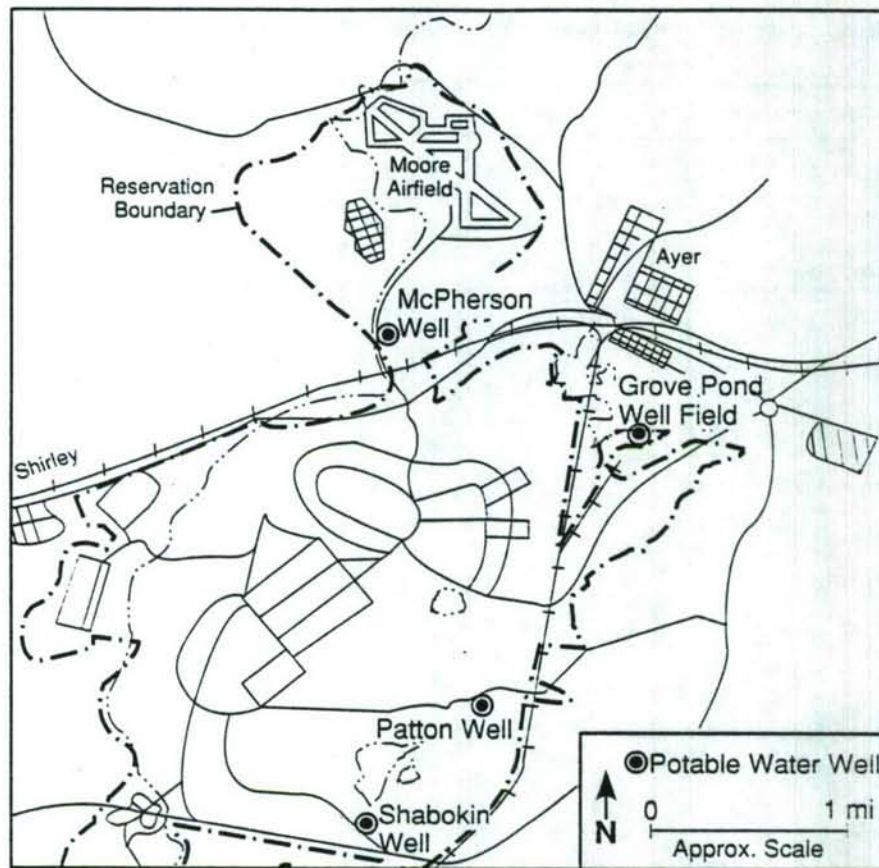 Moore
Airfield
Reservation
Boundary
Ayer
McPherson
Well
Grove Pond
Well Field
Shirley
Patton Well
Shabokin
Well
Potable Water Well
N
0 1 mi
Approx. Scale